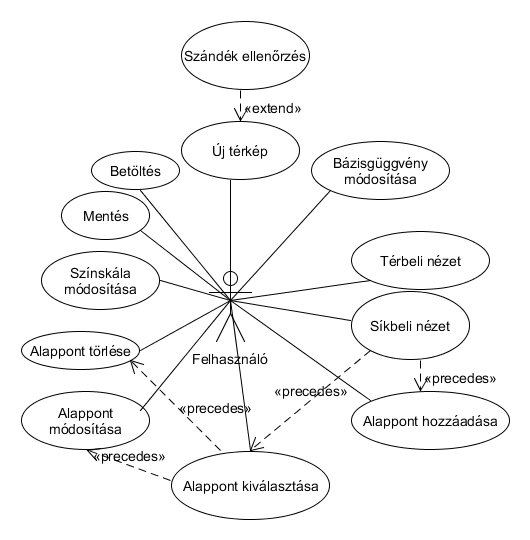 Szándék ellenőrzés
«extend»
Új térkép
Betöltés
Bázisgüggvény
módosítása
Mentés
Színskála
módosítása
Térbeli nézet
Síkbeli nézet
Alappont törlése
Felhasználó
«precedes»
«precedes»
«precedes»
Alappont
módosítása
Alappont hozzáadása
«precedes»
Alappont kiválasztása